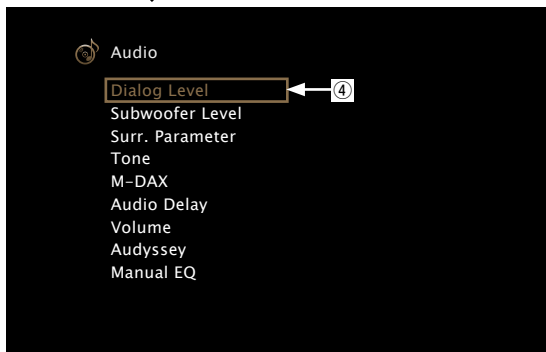 Audio
Dialog Level
④
Subwoofer Level
Surr. Parameter
Tone
M-DAX
Audio Delay
Volume
Audyssey
Manual EQ